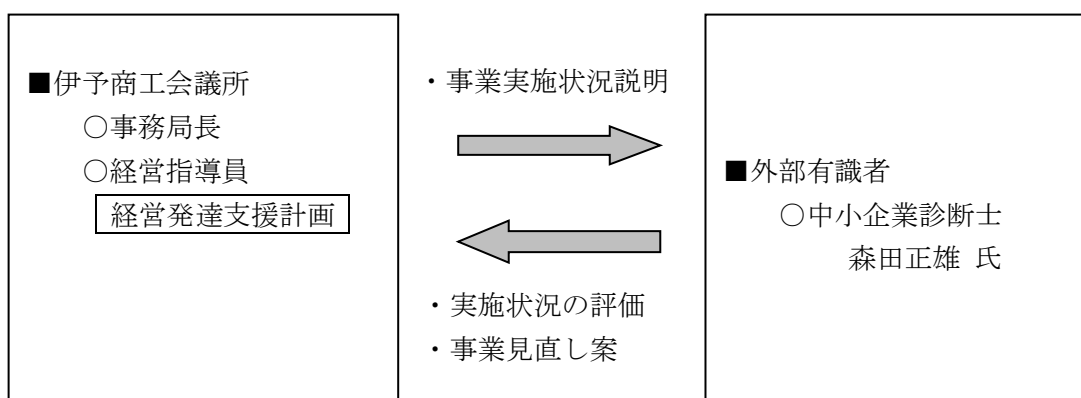 ■伊予商工会議所
○事務局長
○経営指導員
経営発達支援計画
・事業実施状況説明
・実施状況の評価
・事業見直し案
■外部有識者
○中小企業診断士
森田正雄 氏